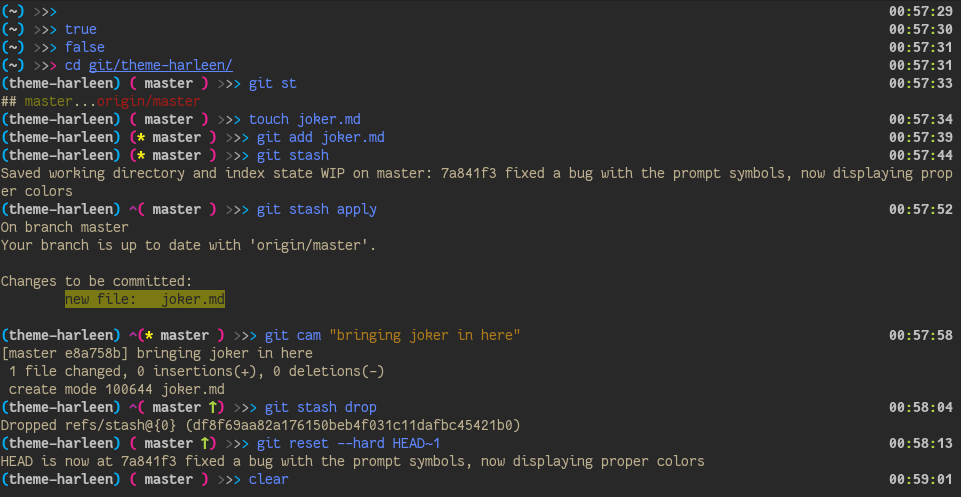 (~) >>> 00:57:29
(~) >>> true 00:57:30
(~) >>> false 00:57:31
(~) >>> cd git/theme-harleen/ 00:57:31
(theme-harleen) ( master ) >>> git st 00:57:33
## master...origin/master
(theme-harleen) ( master ) >>> touch joker.md 00:57:34
(theme-harleen) (* master ) >>> git add joker.md 00:57:39
(theme-harleen) (* master ) >>> git stash 00:57:44
Saved working directory and index state WIP on master: 7a841f3 fixed a bug with the prompt symbols, now displaying prop
er colors
(theme-harleen) ^( master ) >>> git stash apply 00:57:52
On branch master
Your branch is up to date with 'origin/master'.
Changes to be committed:
new file:   joker.md
(theme-harleen) ^(* master ) >>> git cam "bringing joker in here" 00:57:58
[master e8a758b] bringing joker in here
1 file changed, 0 insertions(+), 0 deletions(-)
create mode 100644 joker.md
(theme-harleen) ^( master ↑) >>> git stash drop 00:58:04
Dropped refs/stash@{0} (df8f69aa82a176150beb4f031c11dafbc45421b0)
(theme-harleen) ( master ↑) >>> git reset --hard HEAD~1 00:58:13
HEAD is now at 7a841f3 fixed a bug with the prompt symbols, now displaying proper colors
(theme-harleen) ( master ) >>> clear 00:59:01